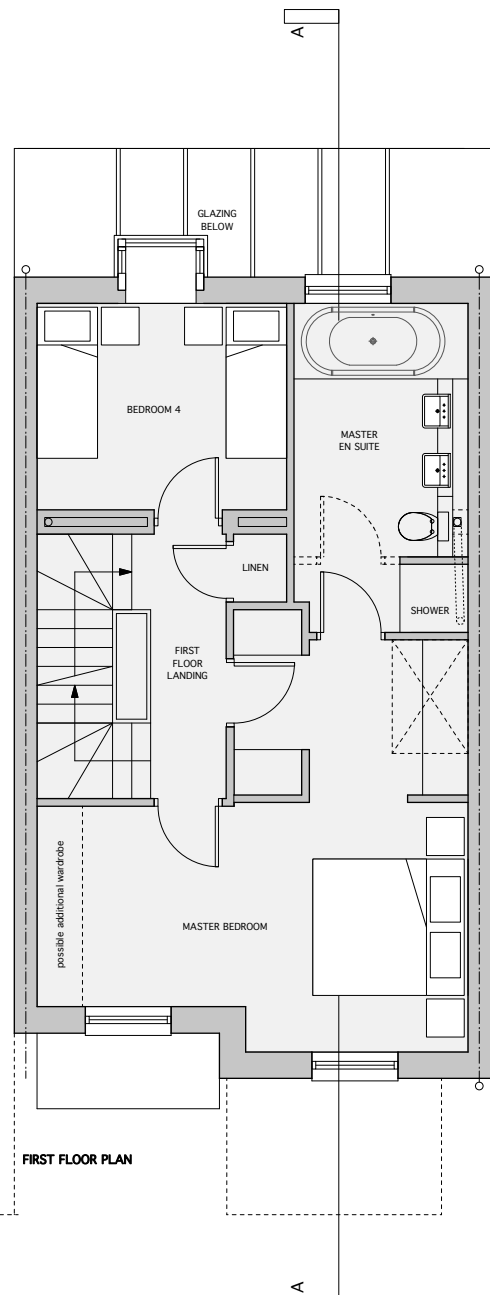 A
GLAZING
BELOW
BEDROOM 4
MASTER
EN SUITE
LINEN
SHOWER
FIRST
FLOOR
LANDING
possible additional wardrobe
MASTER BEDROOM
FIRST FLOOR PLAN
A